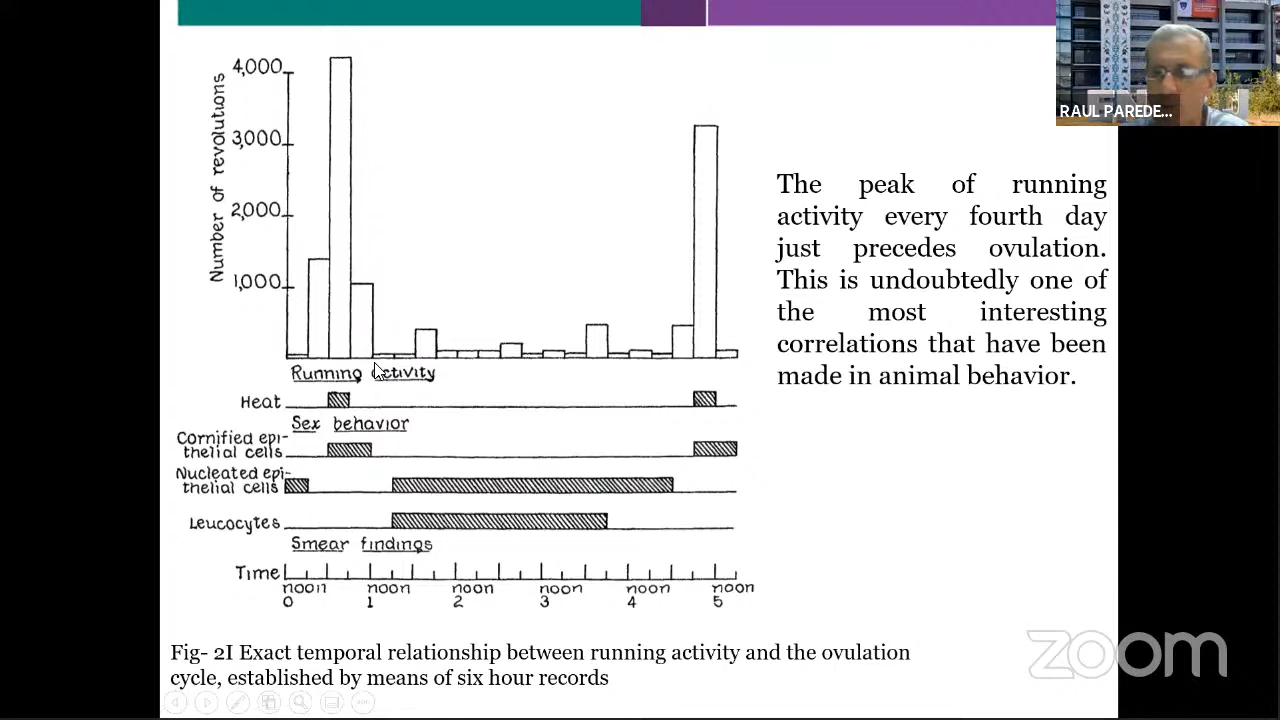 RAUL PAREDE...
4,000
3,000
2,000
1,000
Number of revolutions
Running activity
Heat
Sex behavior
Cornified epi-
thelial cells
Nucleated epi-
thelial cells
Leucocytes
Smear findings
Time
noon noon noon noon noon noon
0 1 2 3 4 5
The peak of running
activity every fourth day
just precedes ovulation.
This is undoubtedly one of
the most interesting
correlations that have been
made in animal behavior.
Fig- 2I Exact temporal relationship between running activity and the ovulation
cycle, established by means of six hour records
zoom